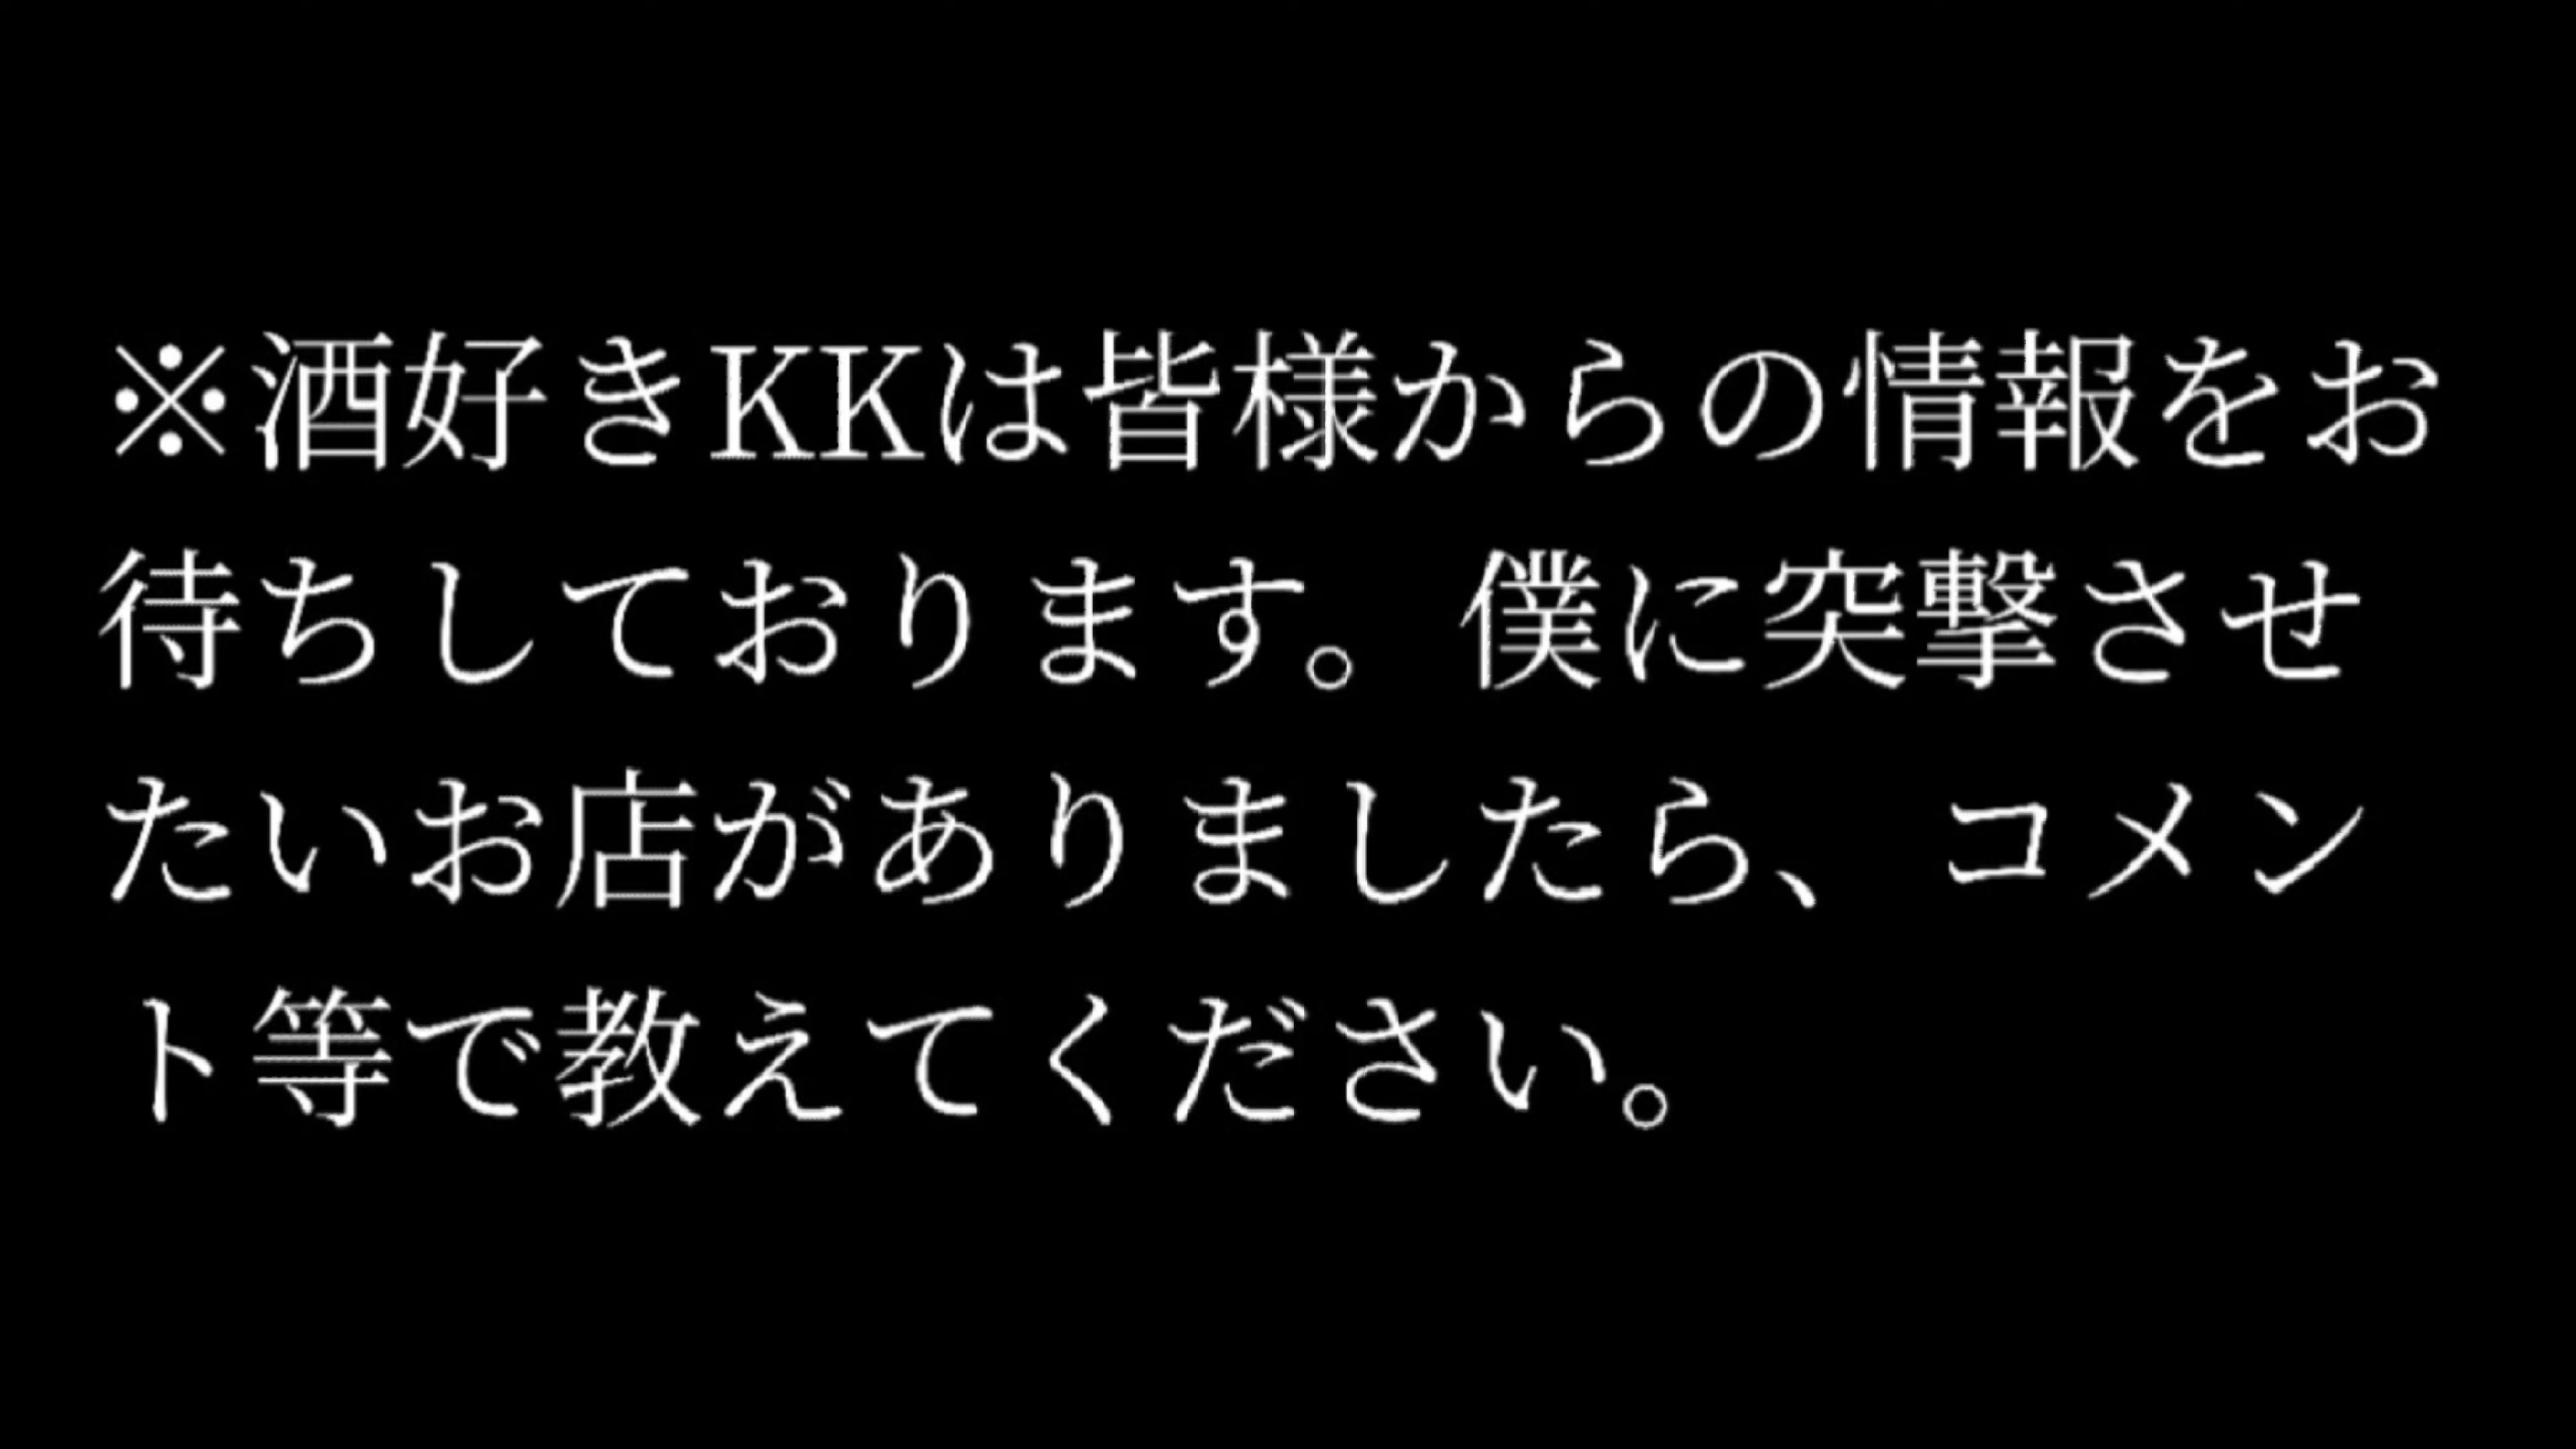 ※酒好きKKは皆様からの情報をお
待ちしております。僕に突撃させ
たいお店がありましたら、コメン
ト等で教えてください。